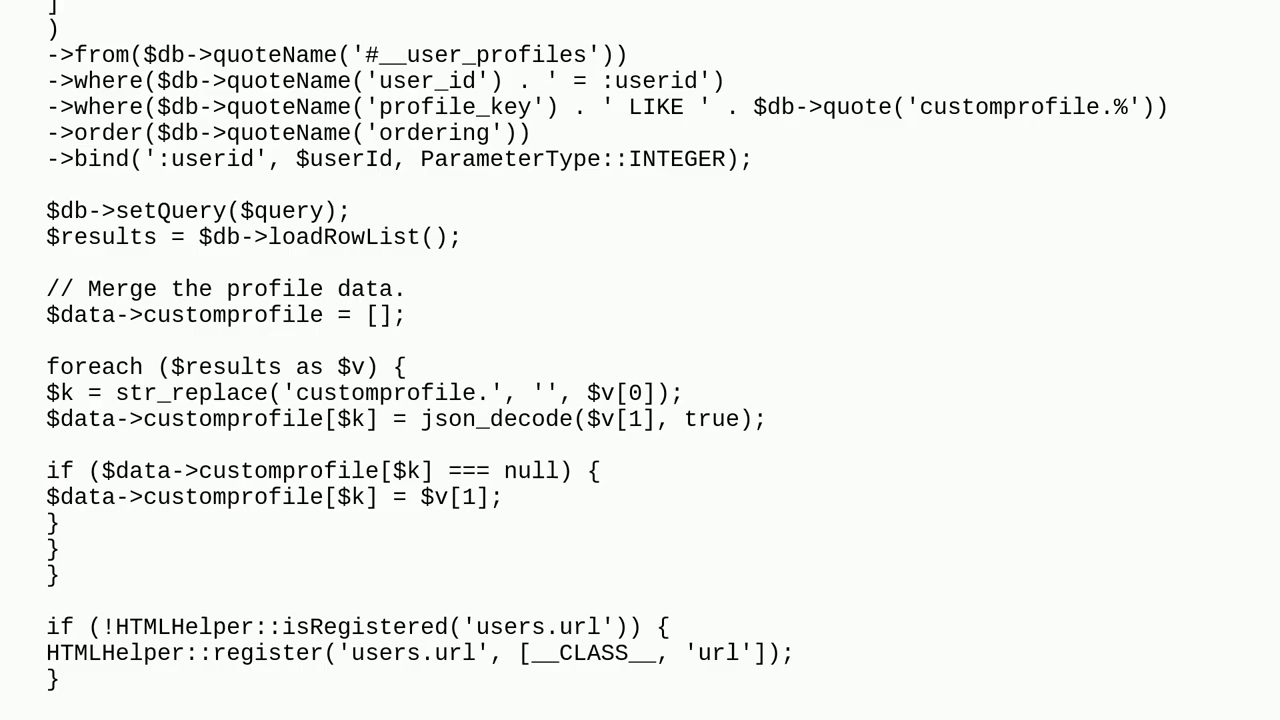 ]
)
->from($db->quoteName('#__user_profiles'))
->where($db->quoteName('user_id') . ' = :userid')
->where($db->quoteName('profile_key') . ' LIKE ' . $db->quote('customprofile.%'))
->order($db->quoteName('ordering'))
->bind(':userid', $userId, ParameterType::INTEGER);

$db->setQuery($query);
$results = $db->loadRowList();

// Merge the profile data.
$data->customprofile = [];

foreach ($results as $v) {
$k = str_replace('customprofile.', '', $v[0]);
$data->customprofile[$k] = json_decode($v[1], true);

if ($data->customprofile[$k] === null) {
$data->customprofile[$k] = $v[1];
}
}
}

if (!HTMLHelper::isRegistered('users.url')) {
HTMLHelper::register('users.url', [__CLASS__, 'url']);
}